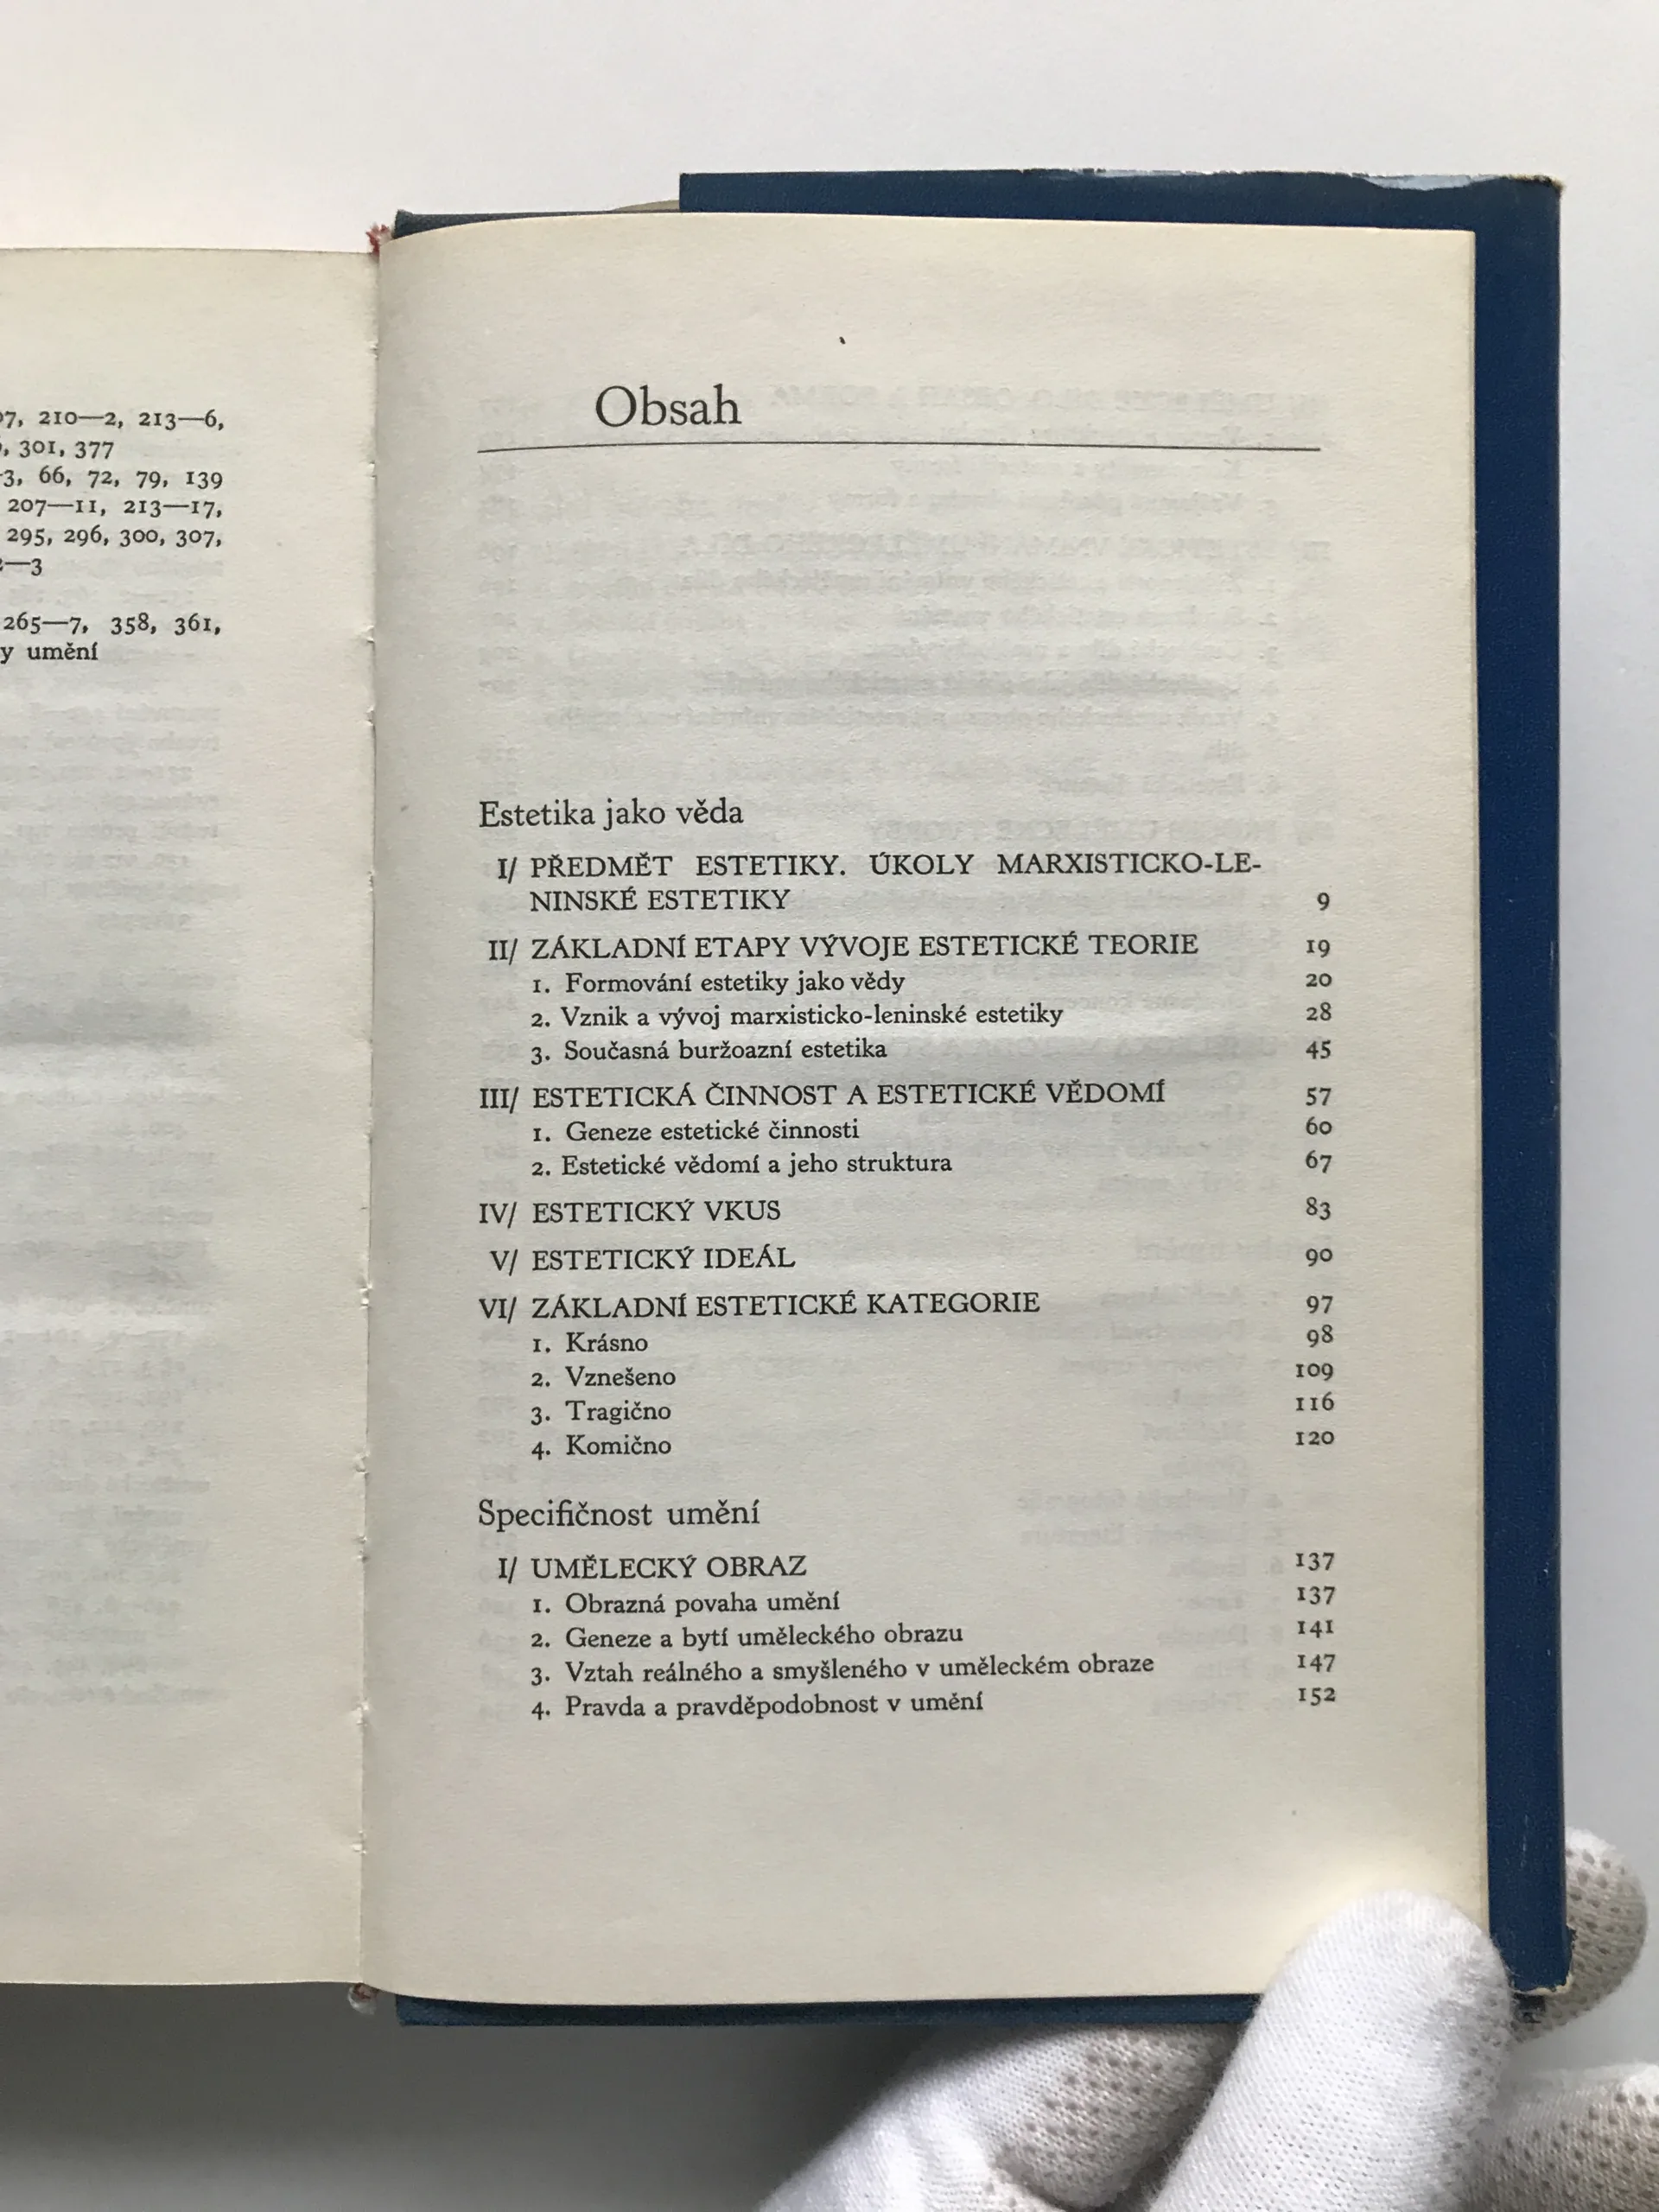 210—2, 213—6,
301, 377
3, 66, 72, 79, 139
207—11, 213—17,
295, 296, 300, 307,
—3
265—7, 358, 361,
y umění
Obsah
Estetika jako věda
I/ PŘEDMĚT ESTETIKY. ÚKOLY MARXISTICKO-LE-
NINSKÉ ESTETIKY 9
II/ ZÁKLADNÍ ETAPY VÝVOJE ESTETICKÉ TEORIE 19
1. Formování estetiky jako vědy 20
2. Vznik a vývoj marxisticko-leninské estetiky 28
3. Současná buržoazní estetika 45
III/ ESTETICKÁ ČINNOST A ESTETICKÉ VĚDOMÍ 57
1. Geneze estetické činnosti 60
2. Estetické vědomí a jeho struktura 67
IV/ ESTETICKÝ VKUS 83
V/ ESTETICKÝ IDEÁL 90
VI/ ZÁKLADNÍ ESTETICKÉ KATEGORIE 97
1. Krásno 98
2. Vznešeno 109
3. Tragično 116
4. Komično 120
Specifičnost umění
I/ UMĚLECKÝ OBRAZ 137
1. Obrazná povaha umění 137
2. Geneze a bytí uměleckého obrazu 141
3. Vztah reálného a smyšleného v uměleckém obraze 147
4. Pravda a pravděpodobnost v umění 152